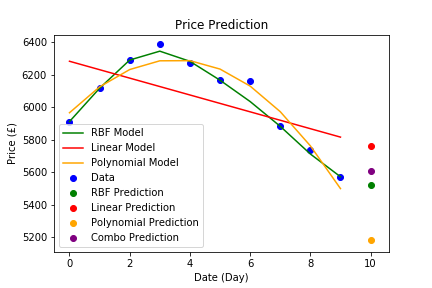 Price Prediction
Price (£)
6400
6200
6000
5800
5600
5400
5200
RBF Model
Linear Model
Polynomial Model
Data
RBF Prediction
Linear Prediction
Polynomial Prediction
Combo Prediction
0 2 4 6 8 10
Date (Day)